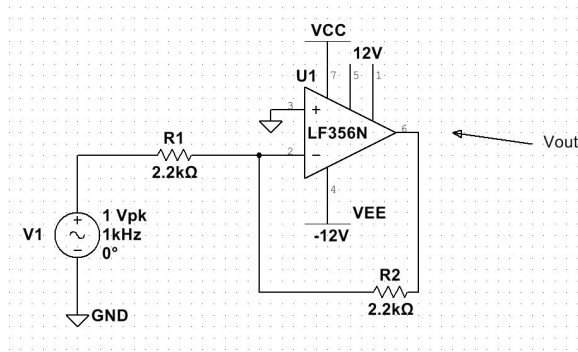 VCC
12V
U1
7
5
1
3
+
LF356N
6
Vout
R1
2
−
2.2kΩ
4
VEE
-12V
V1
+
1 Vpk
1kHz
0°
−
R2
2.2kΩ
GND